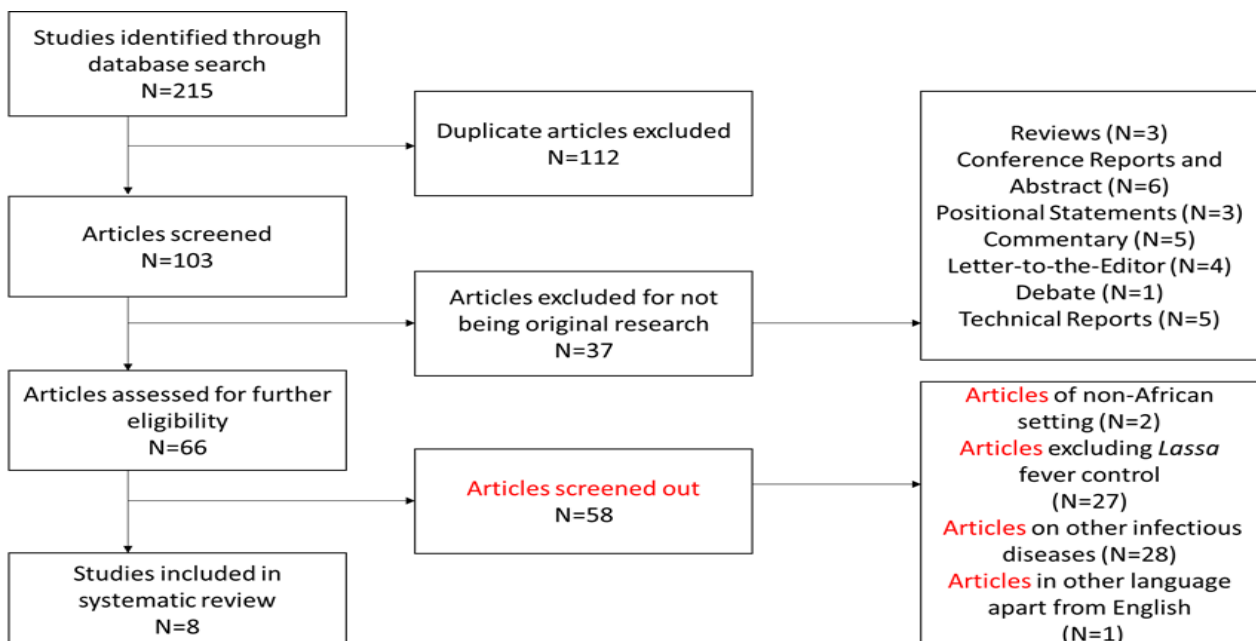 Studies identified through
database search
N=215
Duplicate articles excluded
N=112
Articles screened
N=103
Articles excluded for not
being original research
N=37
Reviews (N=3)
Conference Reports and
Abstract (N=6)
Positional Statements (N=3)
Commentary (N=5)
Letter-to-the-Editor (N=4)
Debate (N=1)
Technical Reports (N=5)
Articles assessed for further
eligibility
N=66
Articles screened out
N=58
Articles of non-African
setting (N=2)
Articles excluding Lassa
fever control
(N=27)
Articles on other infectious
diseases (N=28)
Articles in other language
apart from English
(N=1)
Studies included in
systematic review
N=8